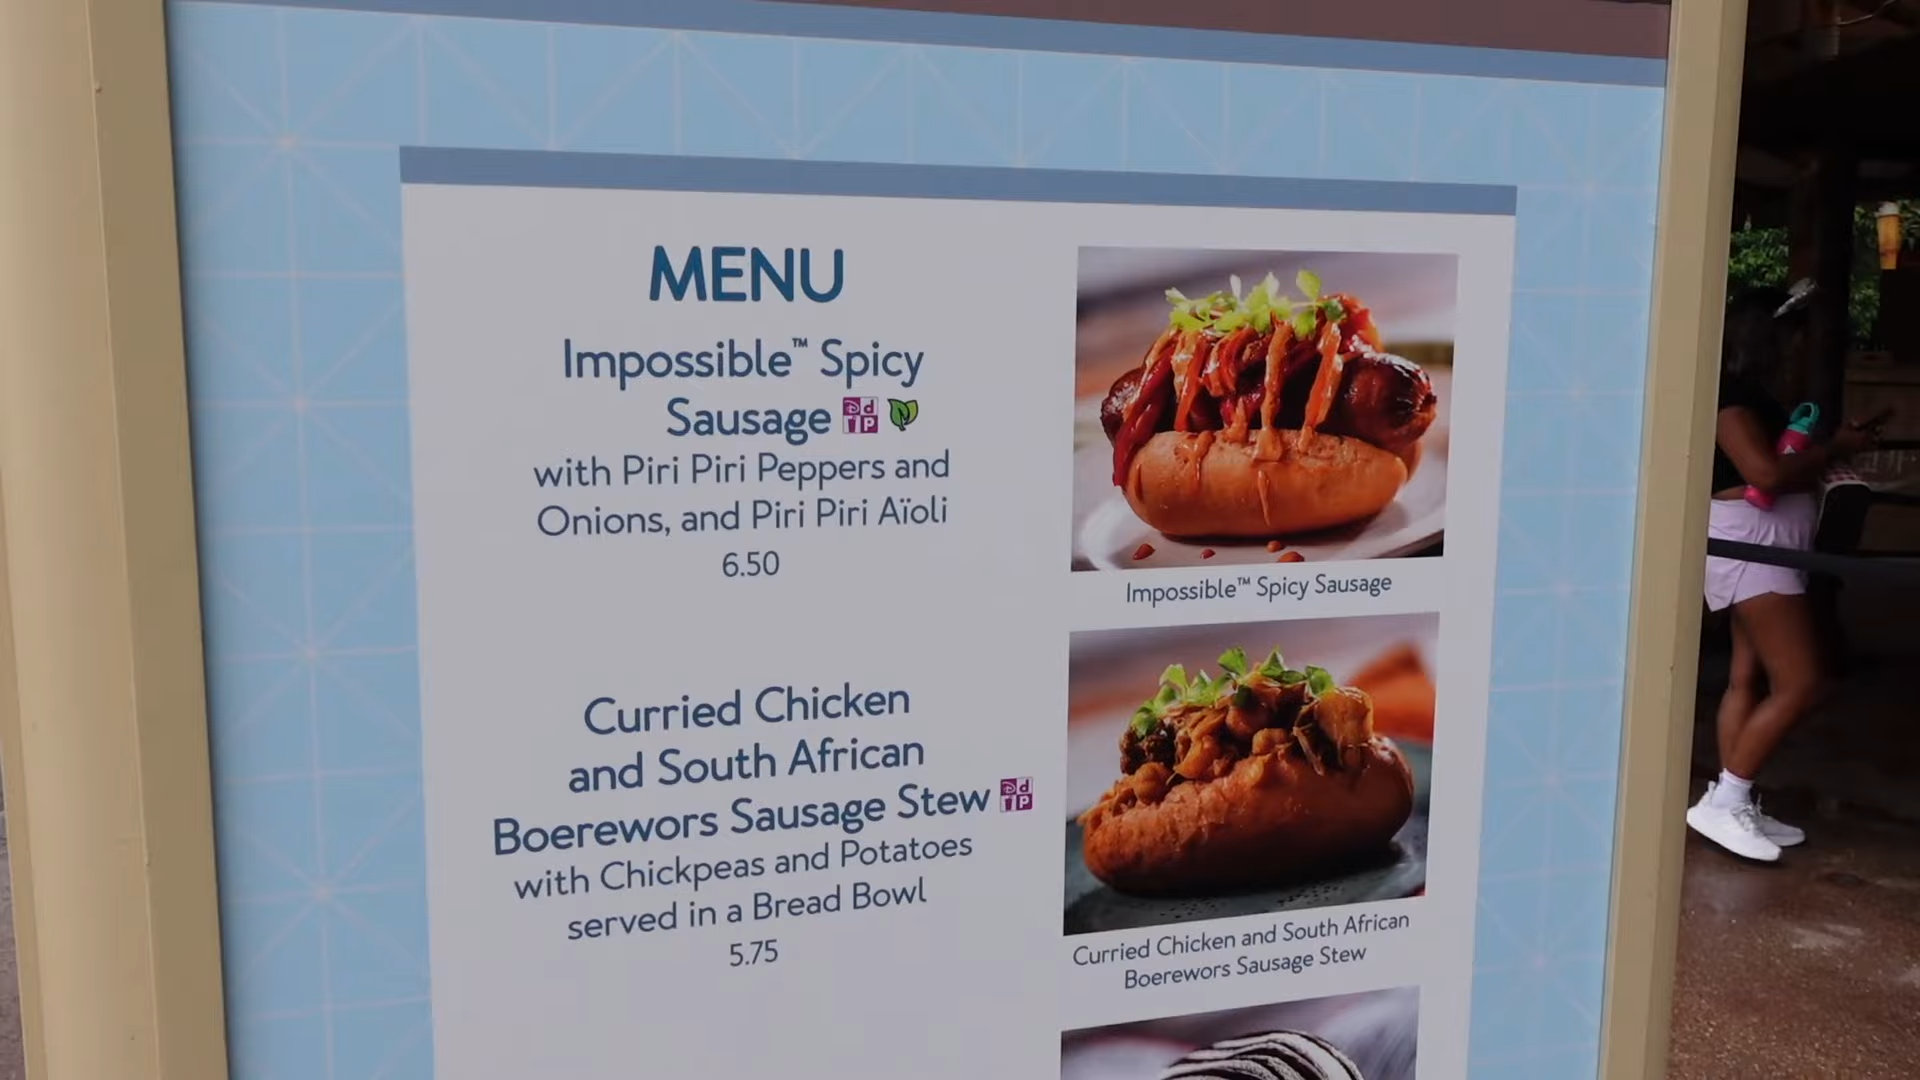 MENU
Impossible™ Spicy
Sausage
with Piri Piri Peppers and
Onions, and Piri Piri Aïoli
6.50
Curried Chicken
and South African
Boerewors Sausage Stew
with Chickpeas and Potatoes
served in a Bread Bowl
5.75
Impossible™ Spicy Sausage
Curried Chicken and South African
Boerewors Sausage Stew